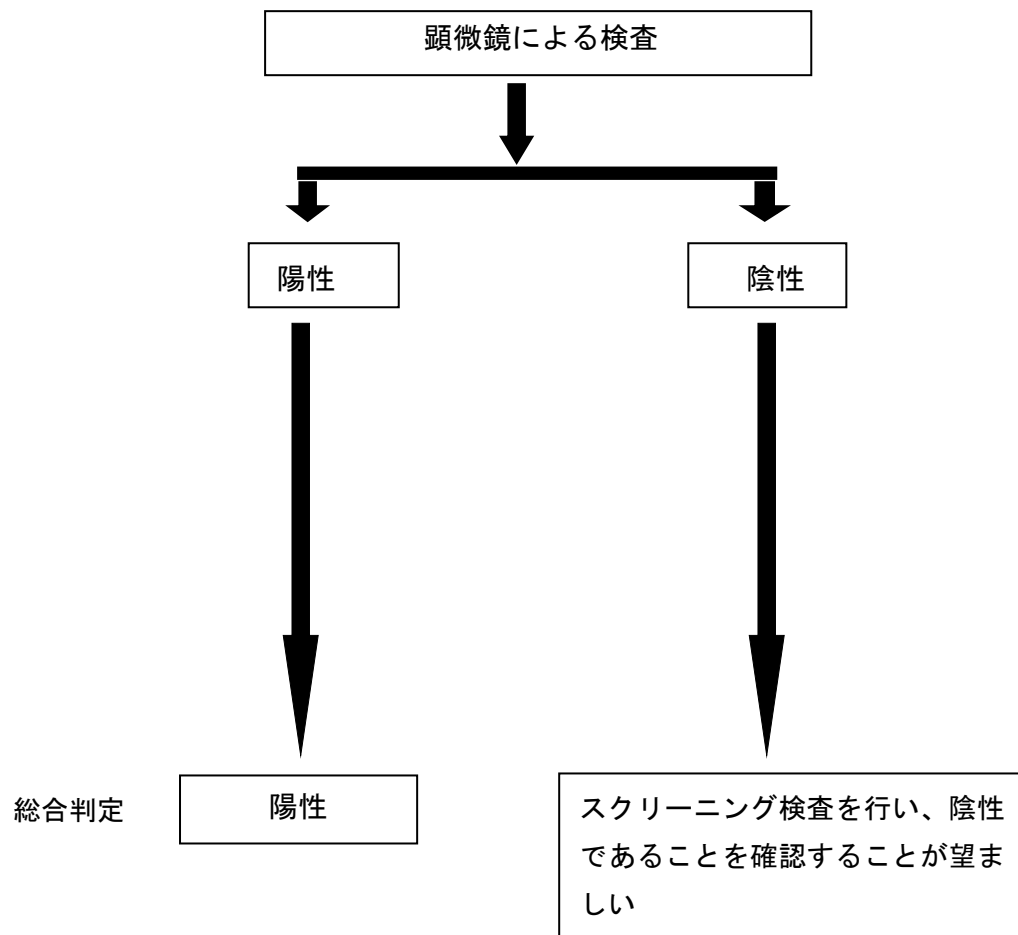 顕微鏡による検査
陽性
陰性
総合判定
陽性
スクリーニング検査を行い、陰性
であることを確認することが望ま
しい